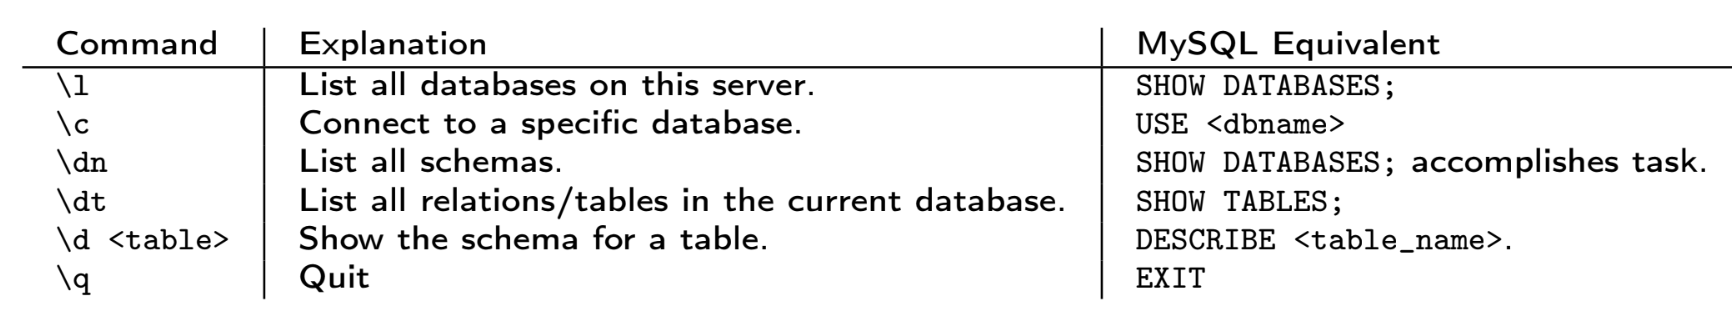 Command Explanation MySQL Equivalent
\l List all databases on this server. SHOW DATABASES;
\c Connect to a specific database. USE <dbname>
\dn List all schemas. SHOW DATABASES; accomplishes task.
\dt List all relations/tables in the current database. SHOW TABLES;
\d <table> Show the schema for a table. DESCRIBE <table_name>.
\q Quit EXIT